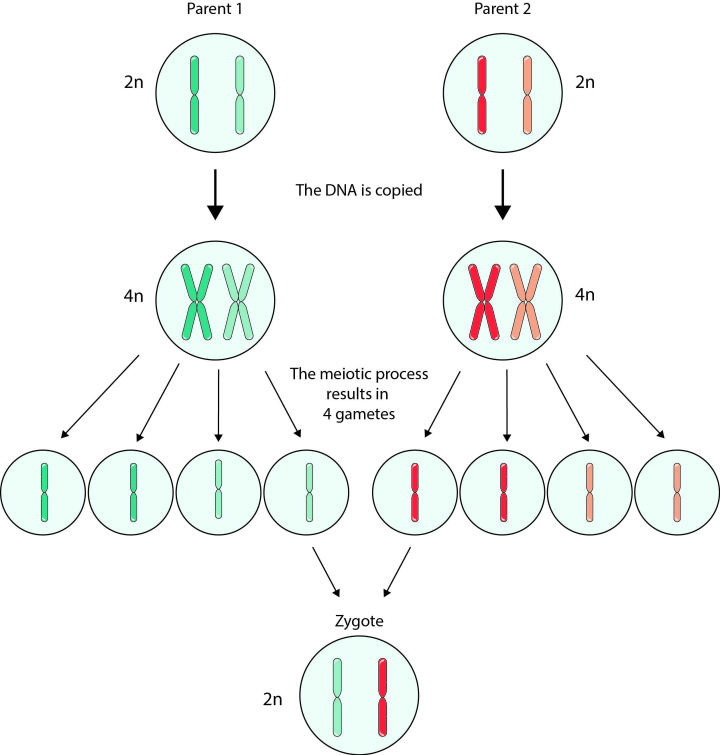 Parent 1
Parent 2
2n
2n
The DNA is copied
4n
4n
The meiotic process
results in
4 gametes
Zygote
2n